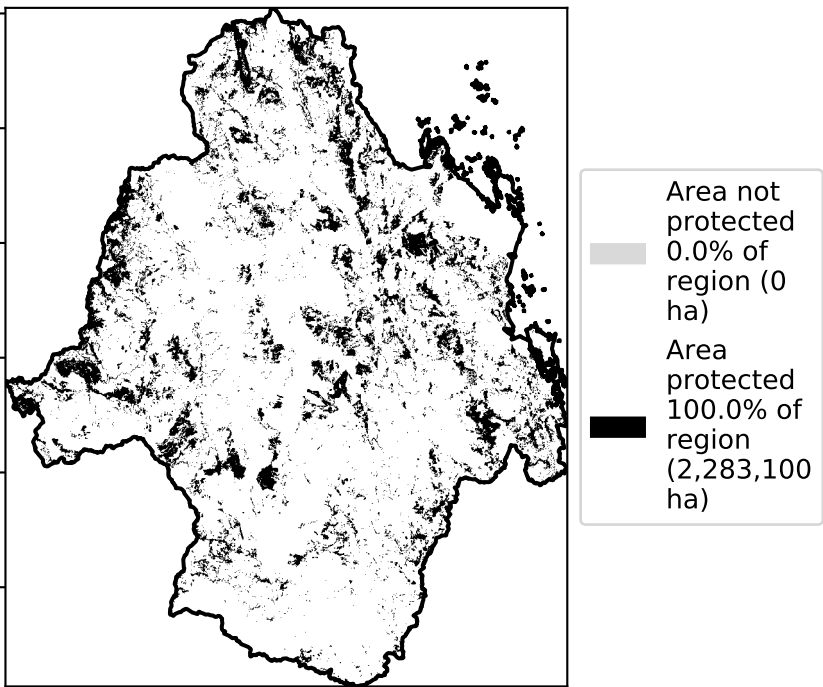 Area not
protected
0.0% of
region (0
ha)
Area
protected
100.0% of
region
(2,283,100
ha)